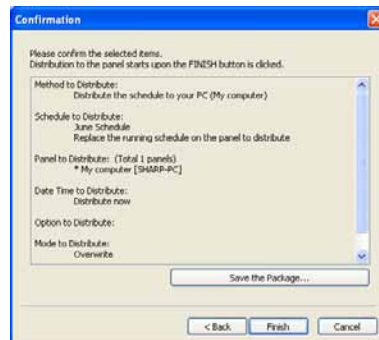 Confirmation
Please confirm the selected items.
Distribution to the panel starts upon the FINISH button is clicked.
Method to Distribute:
Distribute the schedule to your PC (My computer)
Schedule to Distribute:
June Schedule
Replace the running schedule on the panel to distribute
Panel to Distribute: (Total 1 panels)
* My computer [SHARP-PC]
Date Time to Distribute:
Distribute now
Option to Distribute:
Mode to Distribute:
Overwrite
Save the Package...
< Back Finish Cancel